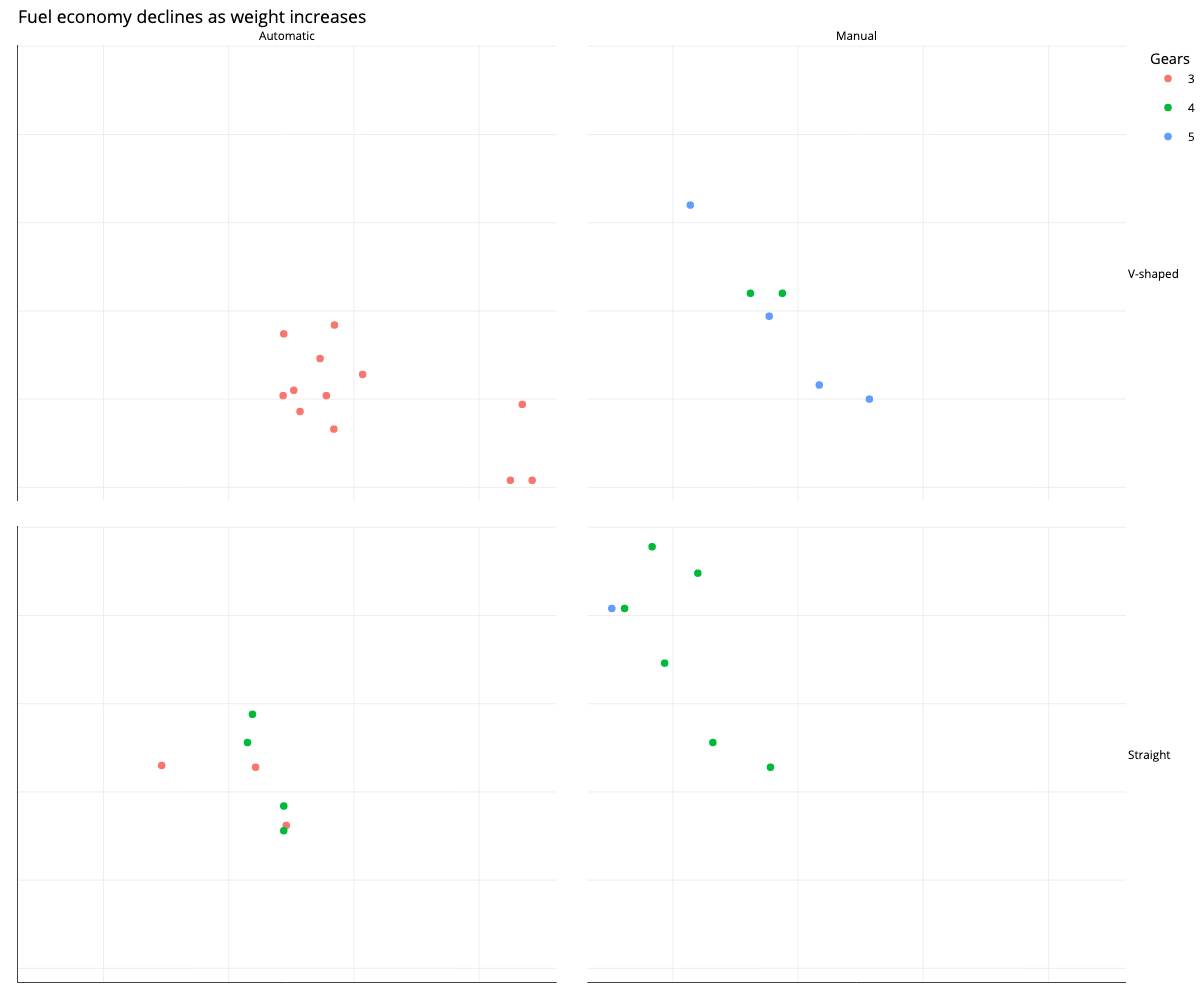 Fuel economy declines as weight increases
Automatic
Manual
Gears
3
4
5
V-shaped
Straight